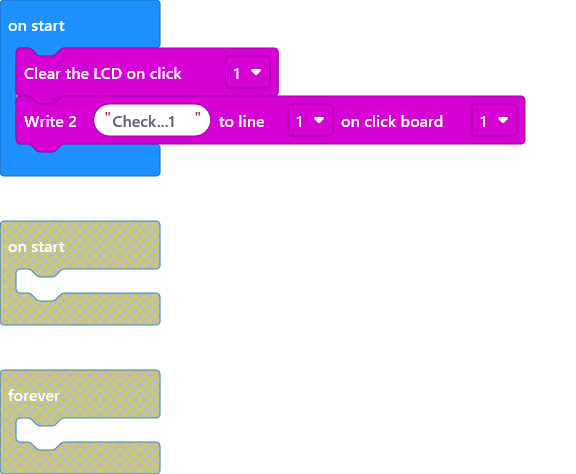 on start
Clear the LCD on click 1
Write 2 "Check...1 " to line 1 on click board 1
on start
forever